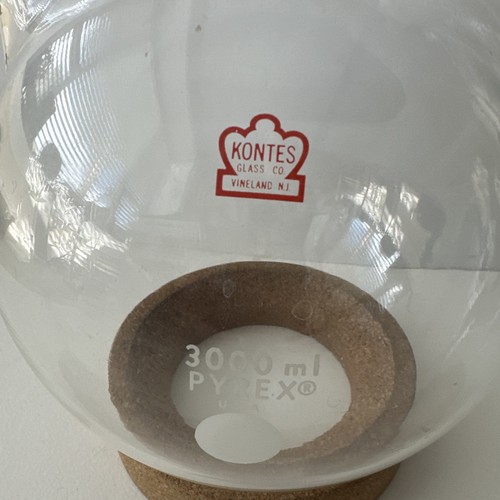 KONTES
GLASS CO
VINELAND N.J.
3000 ml
PYREX®